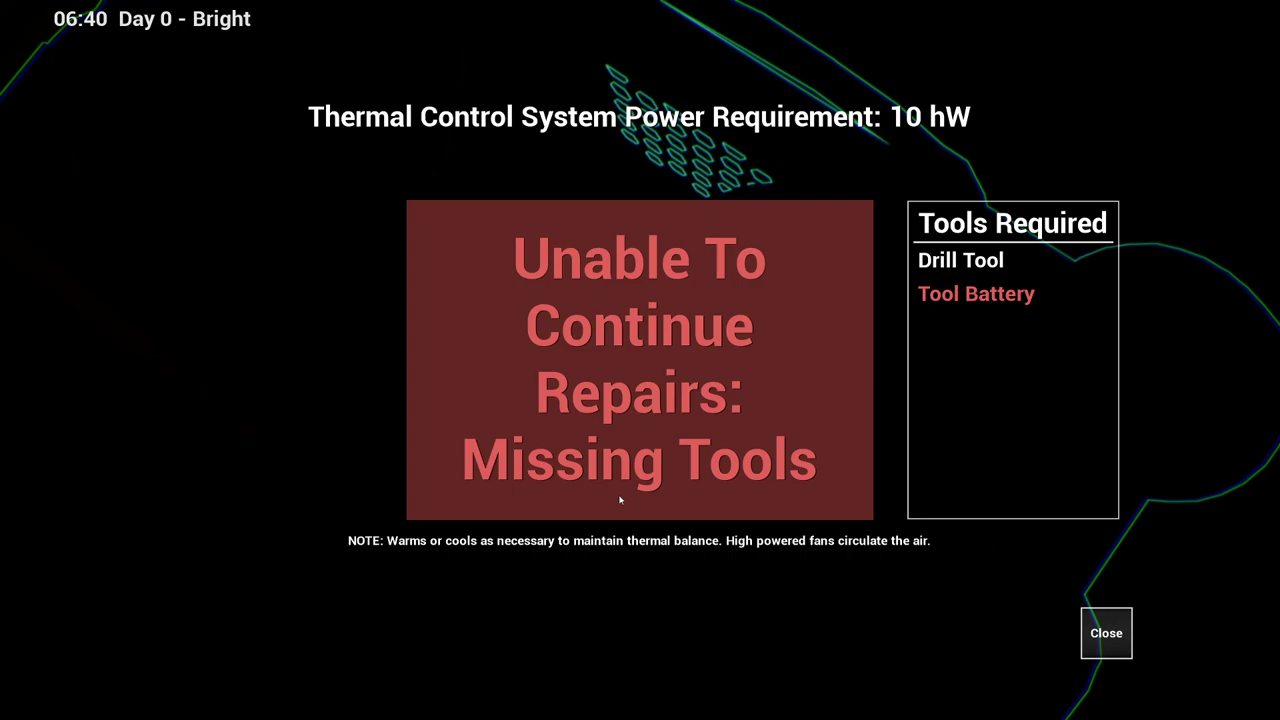 06:40 Day 0 - Bright
Thermal Control System Power Requirement: 10 hW
Unable To
Continue
Repairs:
Missing Tools
Tools Required
Drill Tool
Tool Battery
NOTE: Warms or cools as necessary to maintain thermal balance. High powered fans circulate the air.
Close